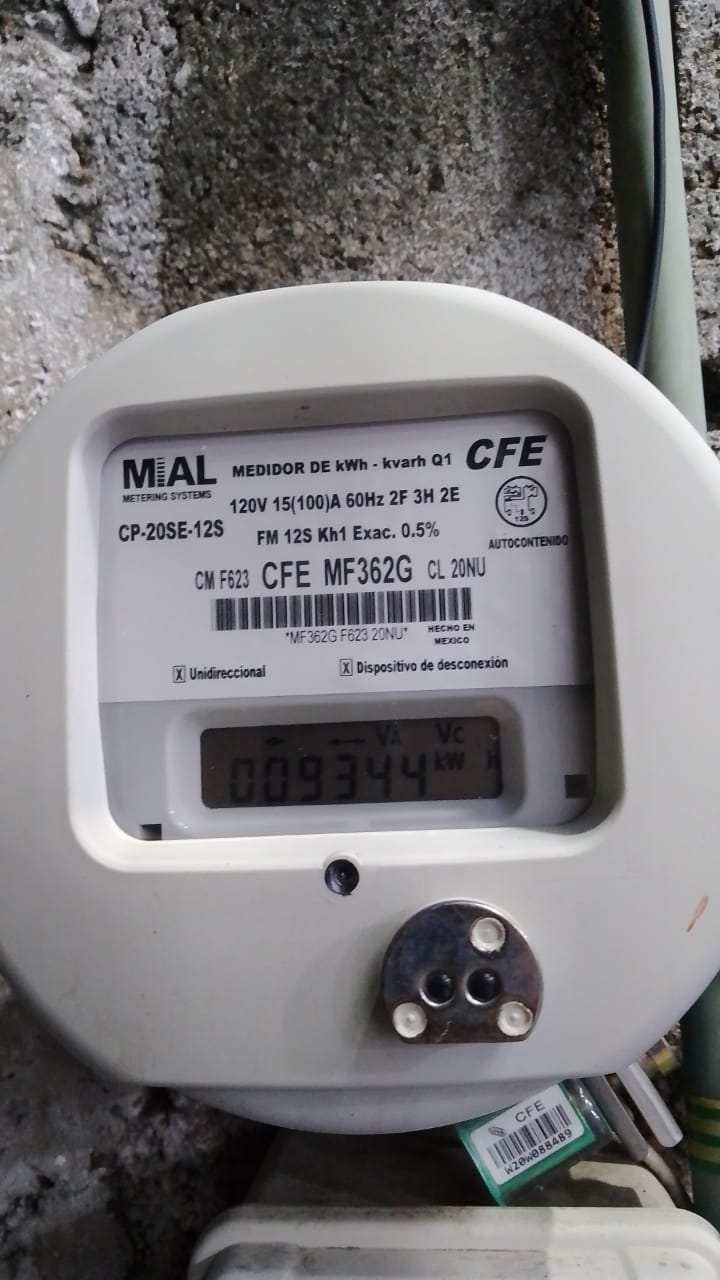 MIAL
METERING SYSTEMS
MEDIDOR DE kWh - kvarh Q1
CFE
120V 15(100)A 60Hz 2F 3H 2E
CP-20SE-12S
FM 12S Kh1 Exac. 0.5%
12S
AUTOCONTENIDO
CM F623 CFE MF362G CL 20NU
*MF362G F623 20NU*
HECHO EN
MEXICO
X Unidireccional
X Dispositivo de desconexión
VA VC
009344 kW H
CFE
W20W088489